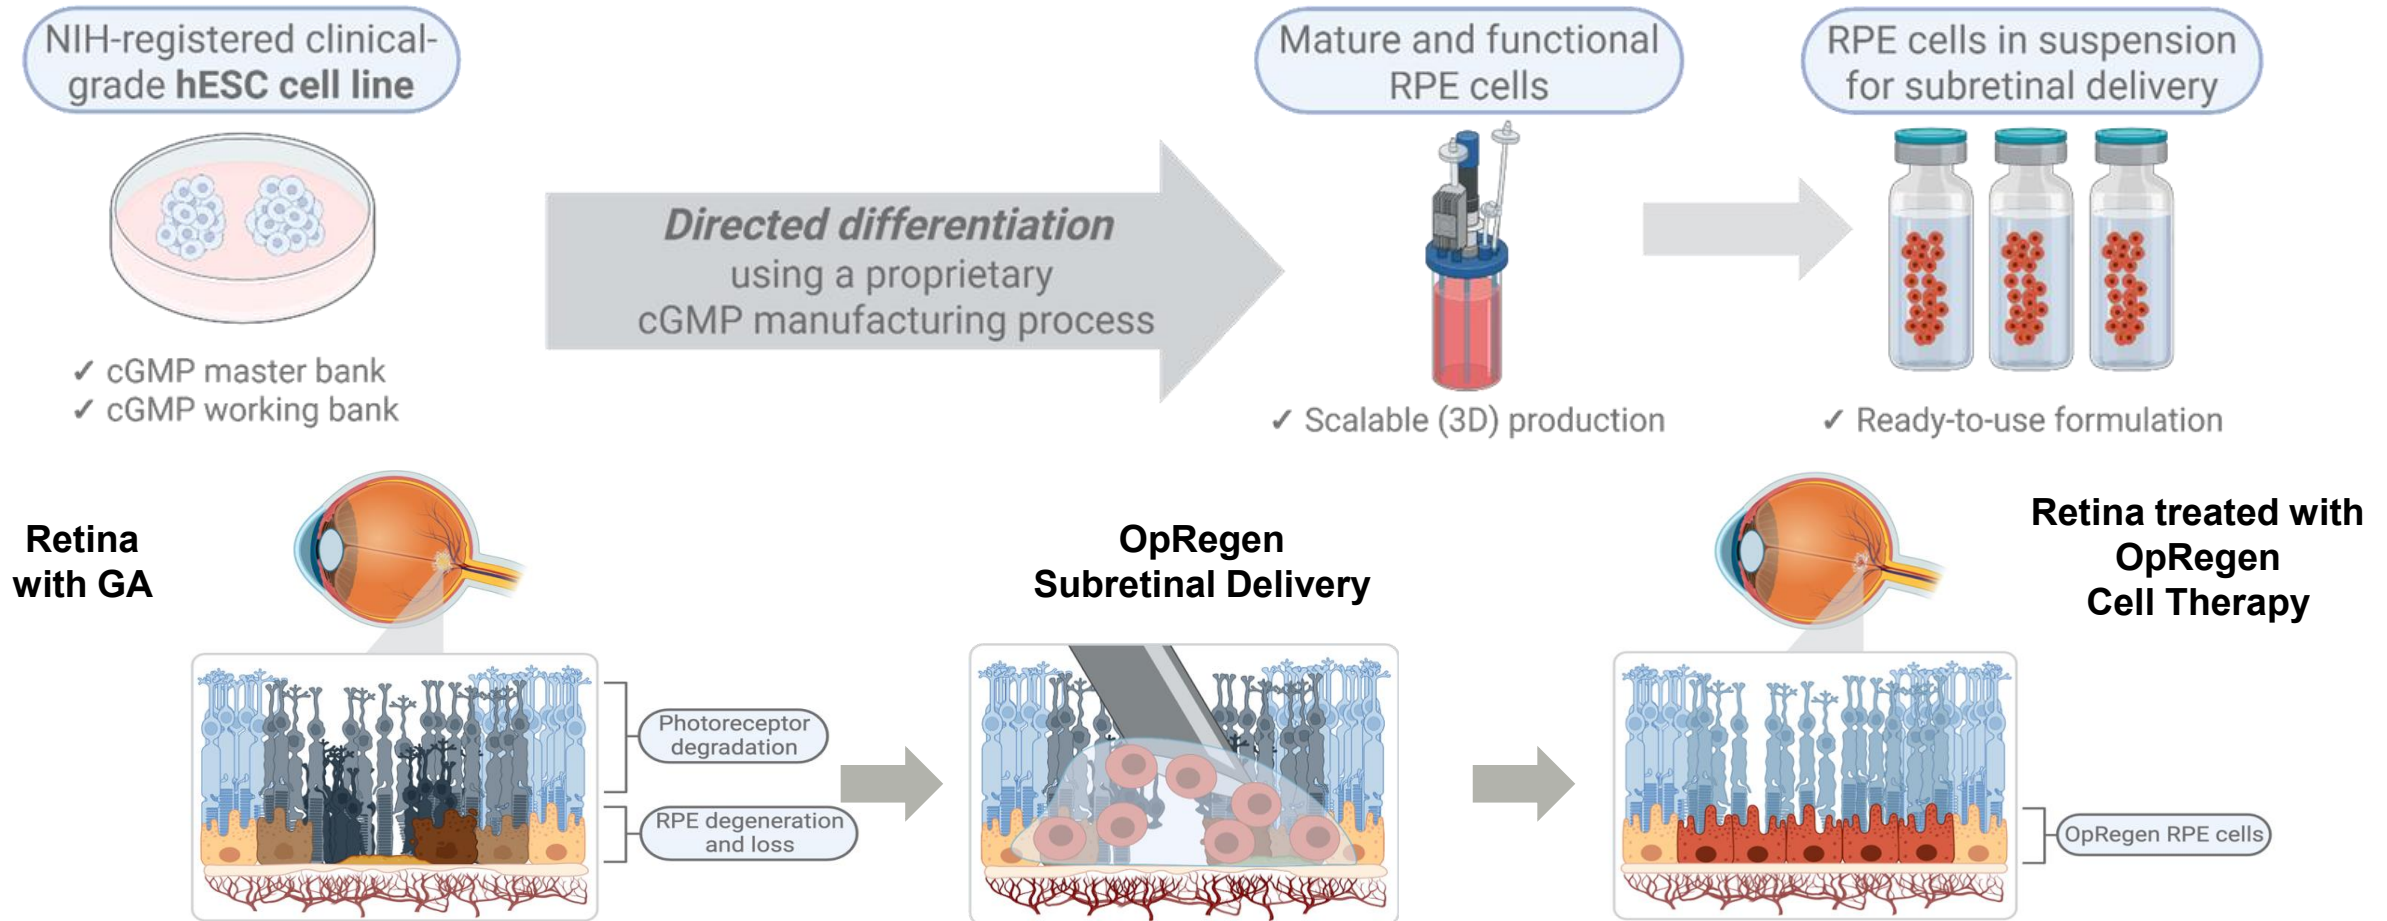 NIH-registered clinical-
grade hESC cell line
✓ cGMP master bank
✓ cGMP working bank
Directed differentiation
using a proprietary
cGMP manufacturing process
Mature and functional
RPE cells
✓ Scalable (3D) production
RPE cells in suspension
for subretinal delivery
✓ Ready-to-use formulation
Retina
with GA
Photoreceptor
degradation
RPE degeneration
and loss
OpRegen
Subretinal Delivery
Retina treated with
OpRegen
Cell Therapy
OpRegen RPE cells